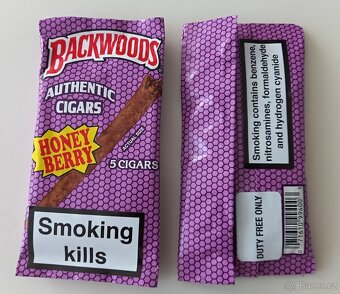 BACKWOODS
AUTHENTIC
CIGARS
HONEY
BERRY
5 CIGARS
Smoking
kills
Smoking contains benzene,
nitrosamines, formaldehyde
and hydrogen cyanide
DUTY FREE ONLY